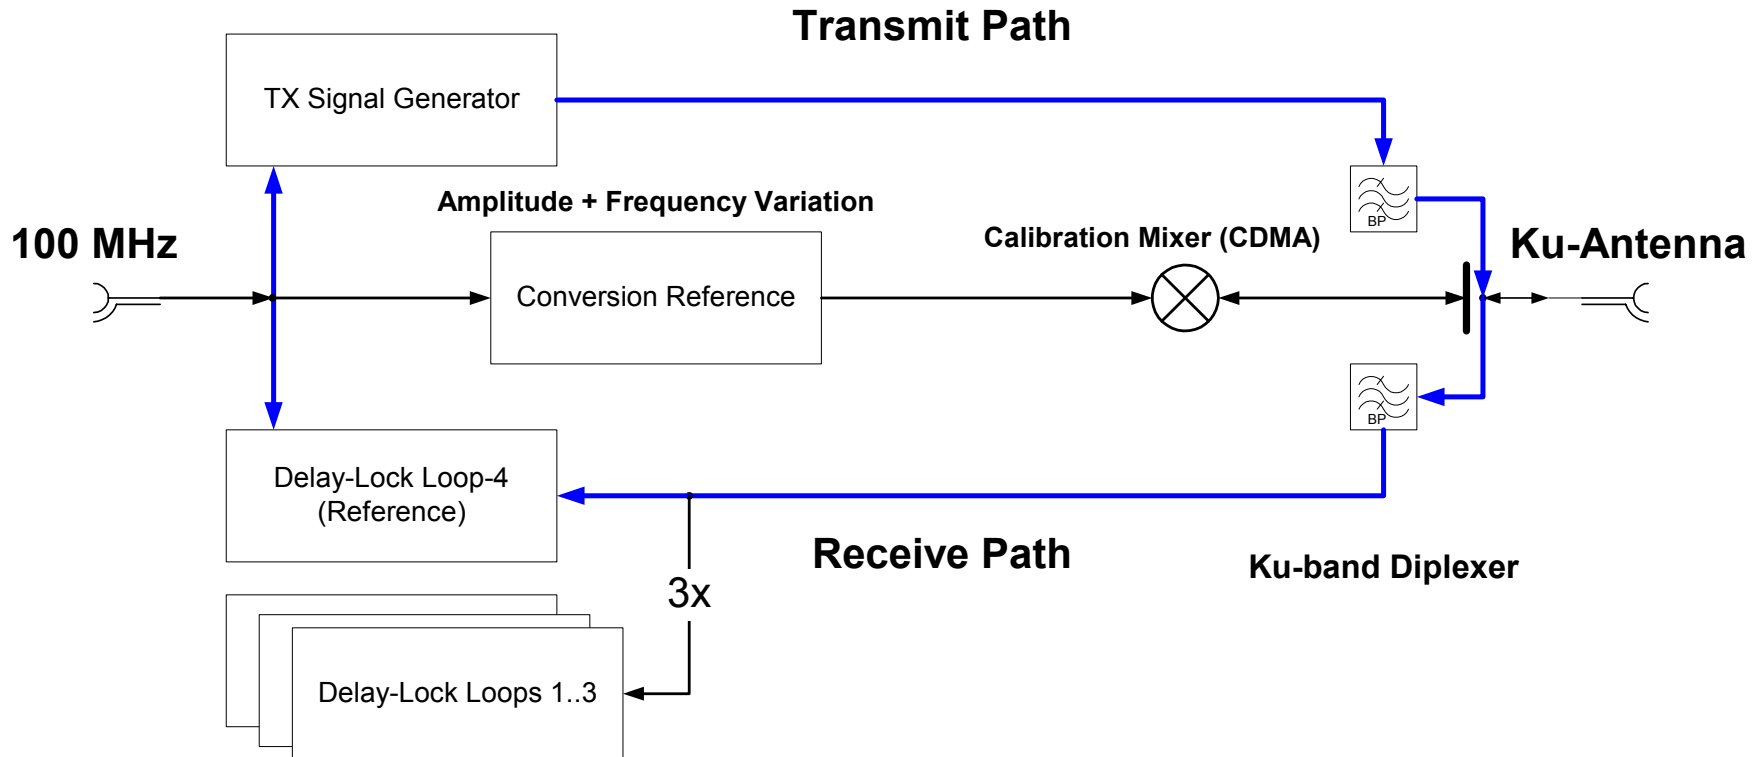 Transmit Path
TX Signal Generator
BP
Amplitude + Frequency Variation
100 MHz
Calibration Mixer (CDMA)
Ku-Antenna
Conversion Reference
BP
Delay-Lock Loop-4
(Reference)
Receive Path
Ku-band Diplexer
3x
Delay-Lock Loops 1..3